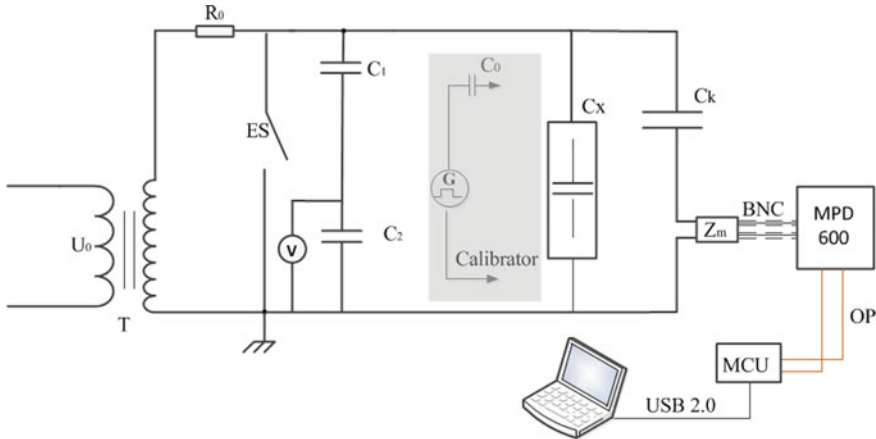 R₀
C₁
C₀
Cx
Ck
ES
G
BNC
MPD
600
U₀
V
C₂
Zₘ
Calibrator
T
OP
MCU
USB 2.0